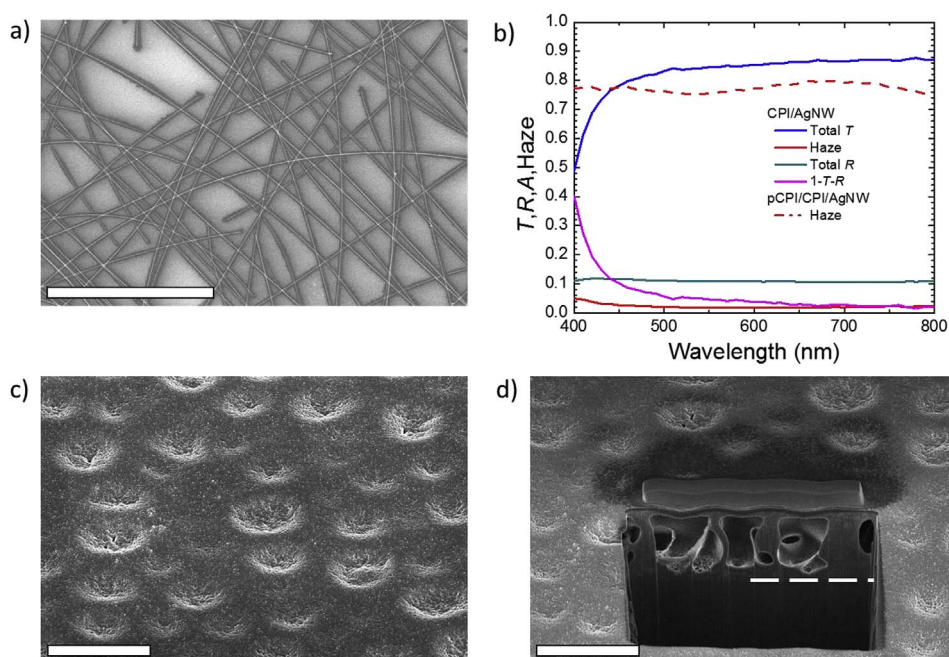 a)
b)
1.0
0.9
0.8
0.7
0.6
0.5
0.4
0.3
0.2
0.1
0.0
T,R,A,Haze
CPI/AgNW
Total T
Haze
Total R
1-T-R
pCPI/CPI/AgNW
Haze
400
500
600
700
800
Wavelength (nm)
c)
d)